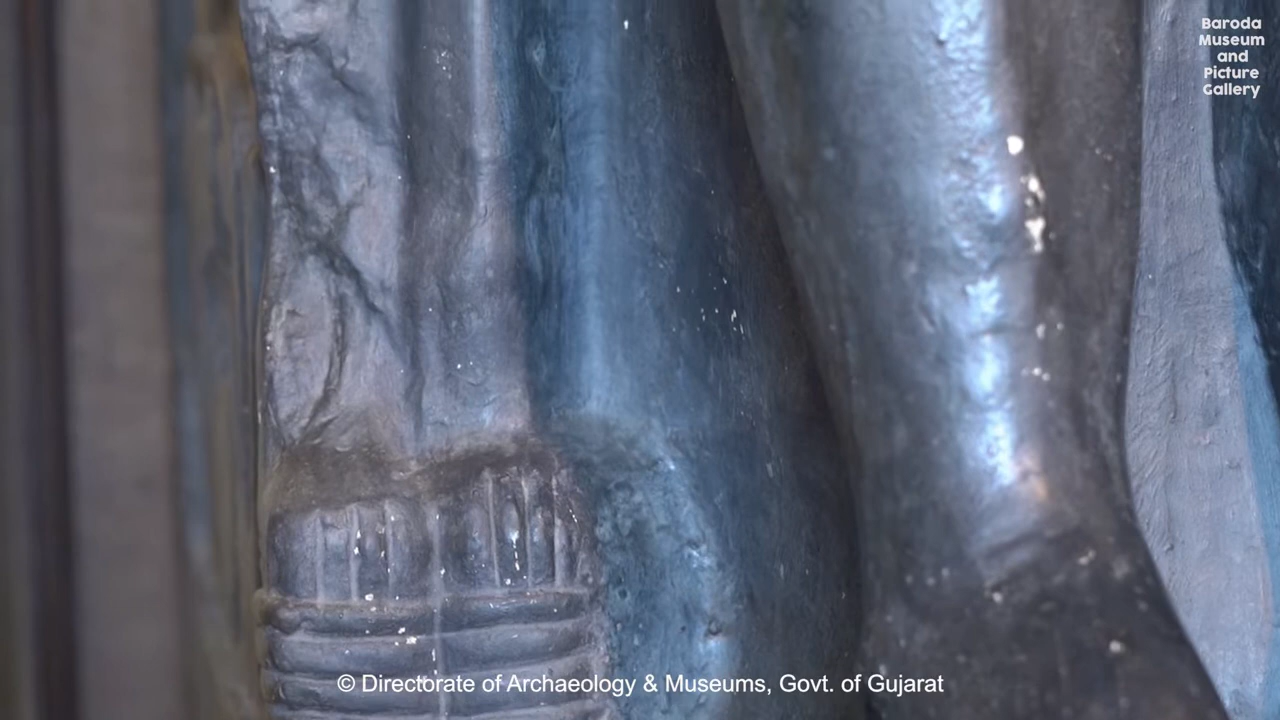 Baroda
Museum
and
Picture
Gallery
© Directorate of Archaeology & Museums, Govt. of Gujarat